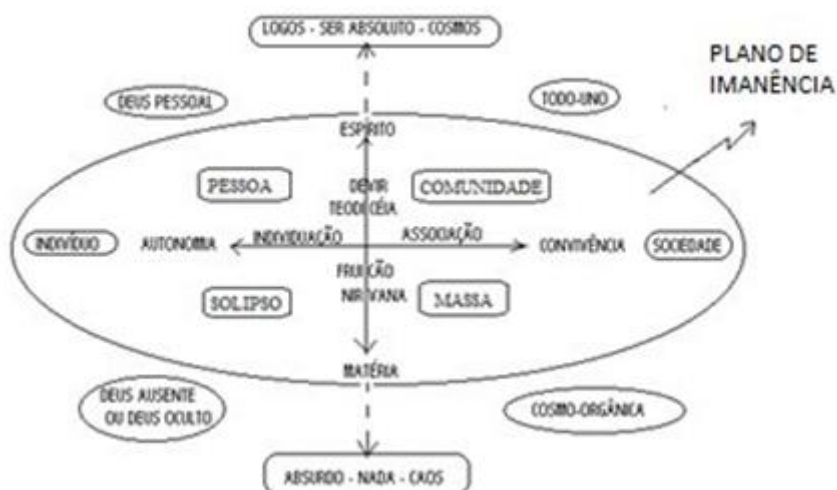 LOGOS - SER ABSOLUTO - COSMOS
PLANO DE
IMANÊNCIA
DEUS PESSOAL
TODO-UNO
ESPÍRITO
PESSOA
DEVIR
COMUNIDADE
TEODICÉIA
INDIVÍDUO
AUTONOMIA
INDIVIDUAÇÃO
ASSOCIAÇÃO
CONVIVÊNCIA
SOCIEDADE
FRUIÇÃO
SOLIPSO
NIRVANA
MASSA
MATÉRIA
DEUS AUSENTE
OU DEUS OCULTO
COSMO-ORGÂNICA
ABSURDO - NADA - CAOS